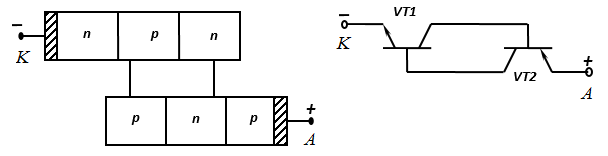 − K n p n
p n p + A
− K VT1
VT2 + A